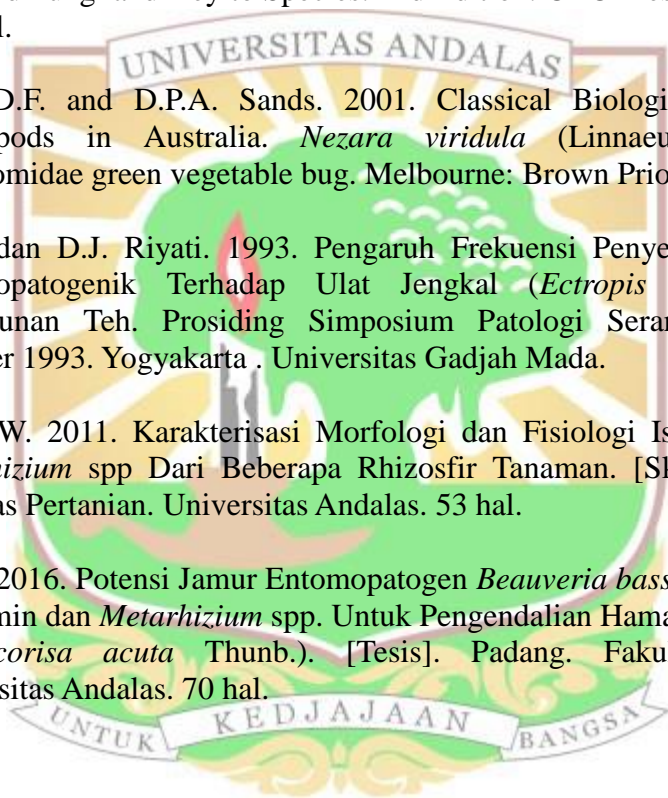 l.
UNIVERSITAS ANDALAS
D.F. and D.P.A. Sands. 2001. Classical Biologi
pods in Australia. Nezara viridula (Linnaeu
omidae green vegetable bug. Melbourne: Brown Prio
dan D.J. Riyati. 1993. Pengaruh Frekuensi Penye
opatogenik Terhadap Ulat Jengkal (Ectropis
unan Teh. Prosiding Simposium Patologi Seran
er 1993. Yogyakarta . Universitas Gadjah Mada.
W. 2011. Karakterisasi Morfologi dan Fisiologi Is
hizium spp Dari Beberapa Rhizosfir Tanaman. [Sk
as Pertanian. Universitas Andalas. 53 hal.
2016. Potensi Jamur Entomopatogen Beauveria bass
min dan Metarhizium spp. Untuk Pengendalian Hama
corisa acuta Thunb.). [Tesis]. Padang. Faku
sitas Andalas. 70 hal.
UNTUK KEDJAJAAN BANGSA